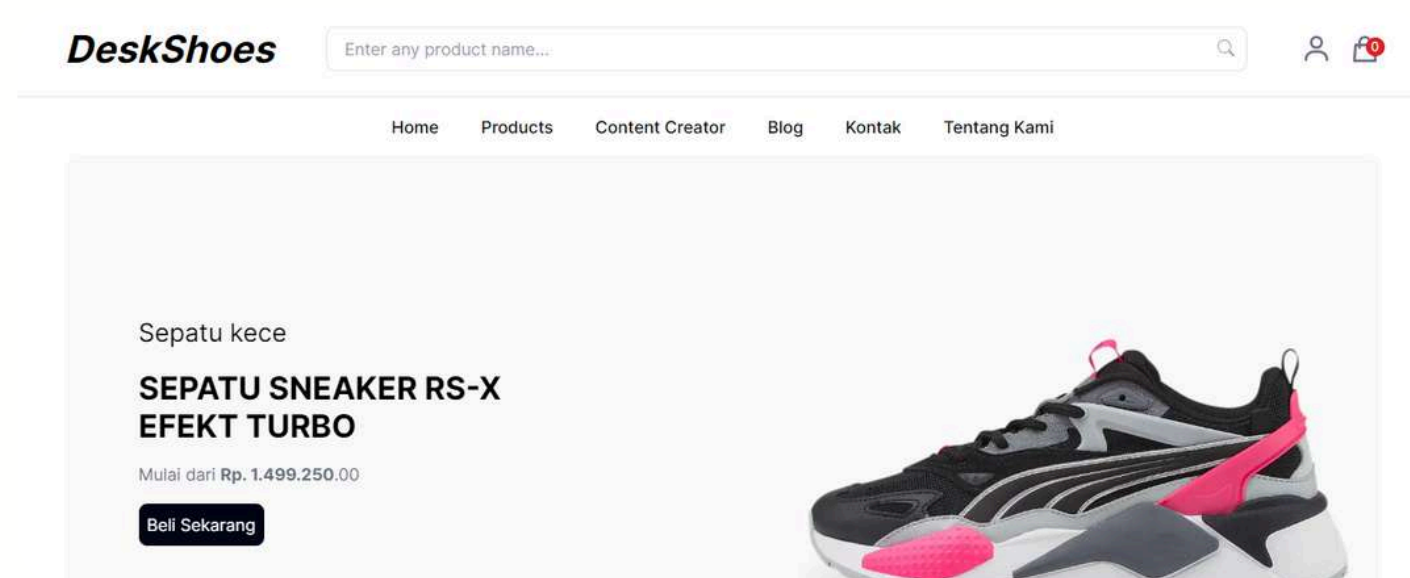 DeskShoes
Enter any product name...
0
Home Products Content Creator Blog Kontak Tentang Kami
Sepatu kece
SEPATU SNEAKER RS-X
EFEKT TURBO
Mulai dari Rp. 1.499.250.00
Beli Sekarang